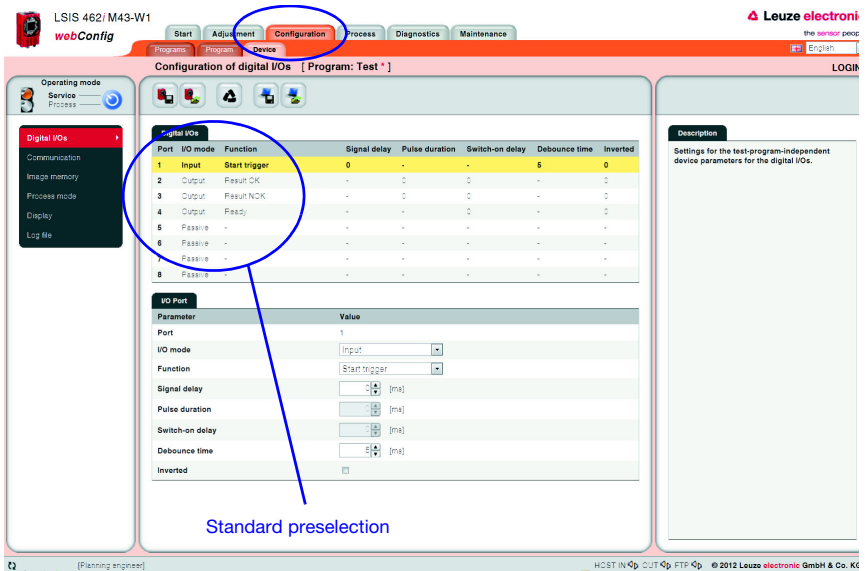 LSIS 462i M43-W1
webConfig
Start Adjustment Configuration Process Diagnostics Maintenance
Programs Program Device
Leuze electronic
the sensor peop
English
Configuration of digital I/Os [ Program: Test * ]
LOGIN
Operating mode
Service
Process
Digital I/Os
Communication
Image memory
Process mode
Display
Log file
Digital I/Os
Port I/O mode Function Signal delay Pulse duration Switch-on delay Debounce time Inverted
1 Input Start trigger 0 - - 5 0
2 Output Result OK - 0 0 - 0
3 Output Result NOK - 0 0 - 0
4 Output Ready - 0 - 0
5 Passive - - - - - -
6 Passive - - - - - -
7 Passive - - - - - -
8 Passive - - - - - -
I/O Port
Parameter Value
Port 1
I/O mode Input
Function Start trigger
Signal delay 0 [ms]
Pulse duration 0 [ms]
Switch-on delay 0 [ms]
Debounce time 5 [ms]
Inverted
Description
Settings for the test-program-independent
device parameters for the digital I/Os.
Standard preselection
[Planning engineer]
HOST IN OUT FTP © 2012 Leuze electronic GmbH & Co. KG